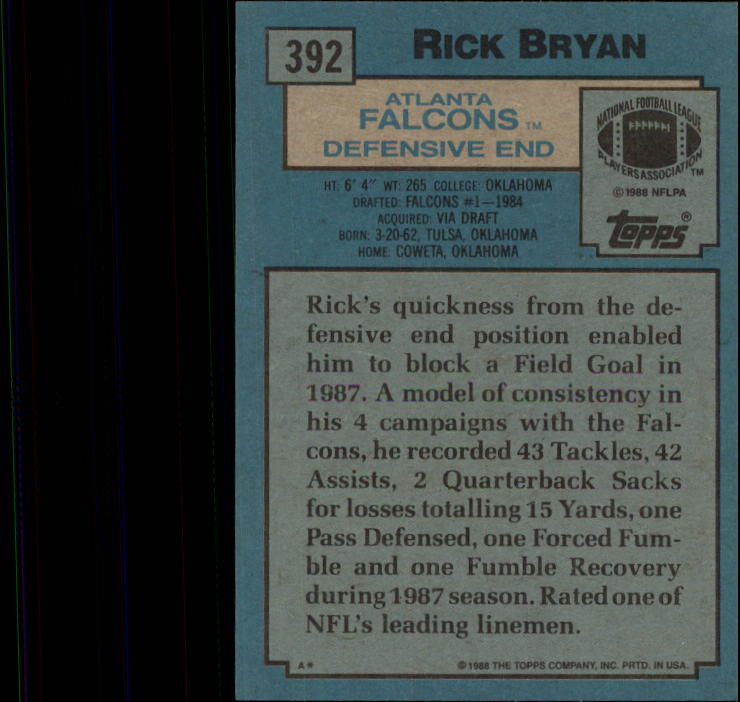 392
RICK BRYAN
ATLANTA
FALCONS TM
DEFENSIVE END
NATIONAL FOOTBALL LEAGUE
PLAYERS ASSOCIATION TM
© 1988 NFLPA
Topps®
HT: 6' 4" WT: 265 COLLEGE: OKLAHOMA
DRAFTED: FALCONS #1—1984
ACQUIRED: VIA DRAFT
BORN: 3-20-62, TULSA, OKLAHOMA
HOME: COWETA, OKLAHOMA
Rick's quickness from the de-
fensive end position enabled
him to block a Field Goal in
1987. A model of consistency in
his 4 campaigns with the Fal-
cons, he recorded 43 Tackles, 42
Assists, 2 Quarterback Sacks
for losses totalling 15 Yards, one
Pass Defensed, one Forced Fum-
ble and one Fumble Recovery
during 1987 season. Rated one of
NFL's leading linemen.
A*
© 1988 THE TOPPS COMPANY, INC. PRTD. IN USA.